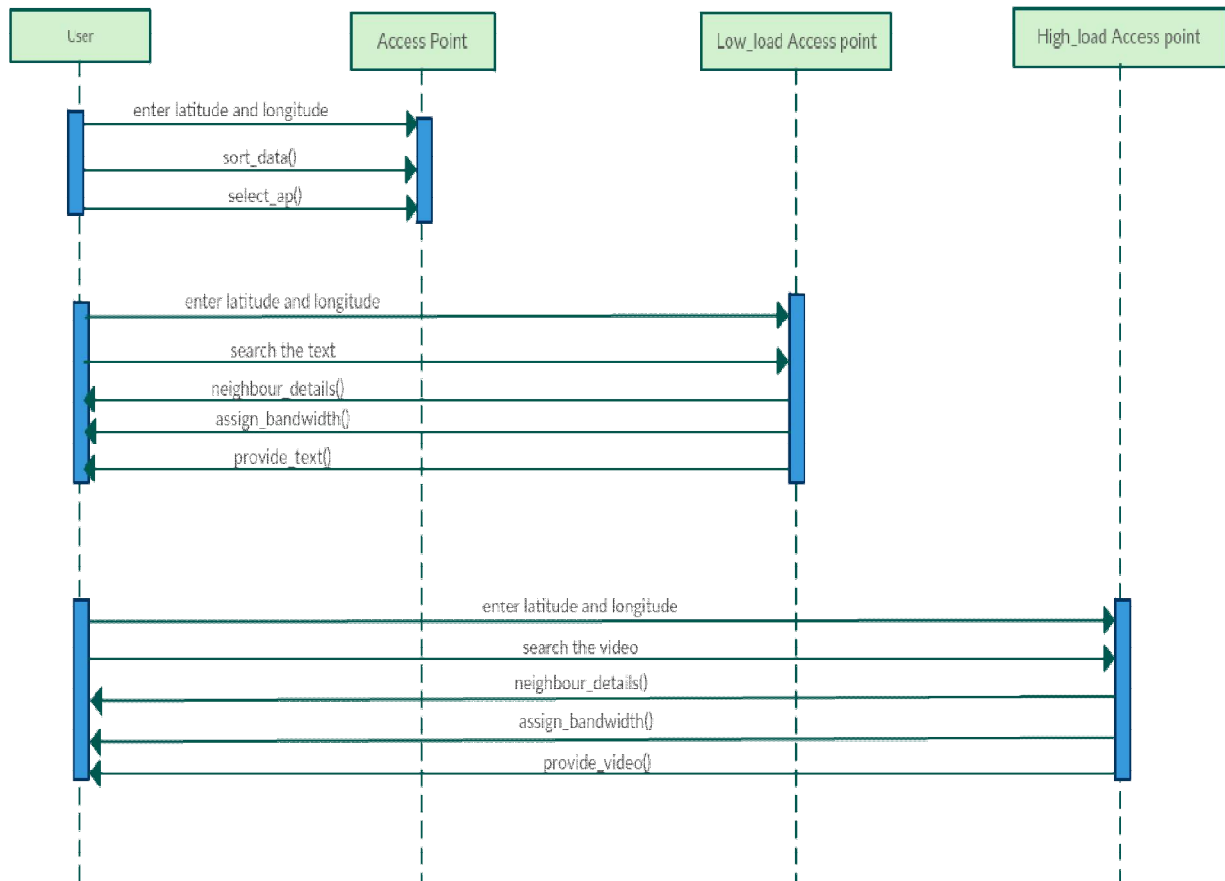 User
Access Point
Low_load Access point
High_load Access point
enter latitude and longitude
sort_data()
select_ap()
enter latitude and longitude
search the text
neighbour_details()
assign_bandwidth()
provide_text()
enter latitude and longitude
search the video
neighbour_details()
assign_bandwidth()
provide_video()